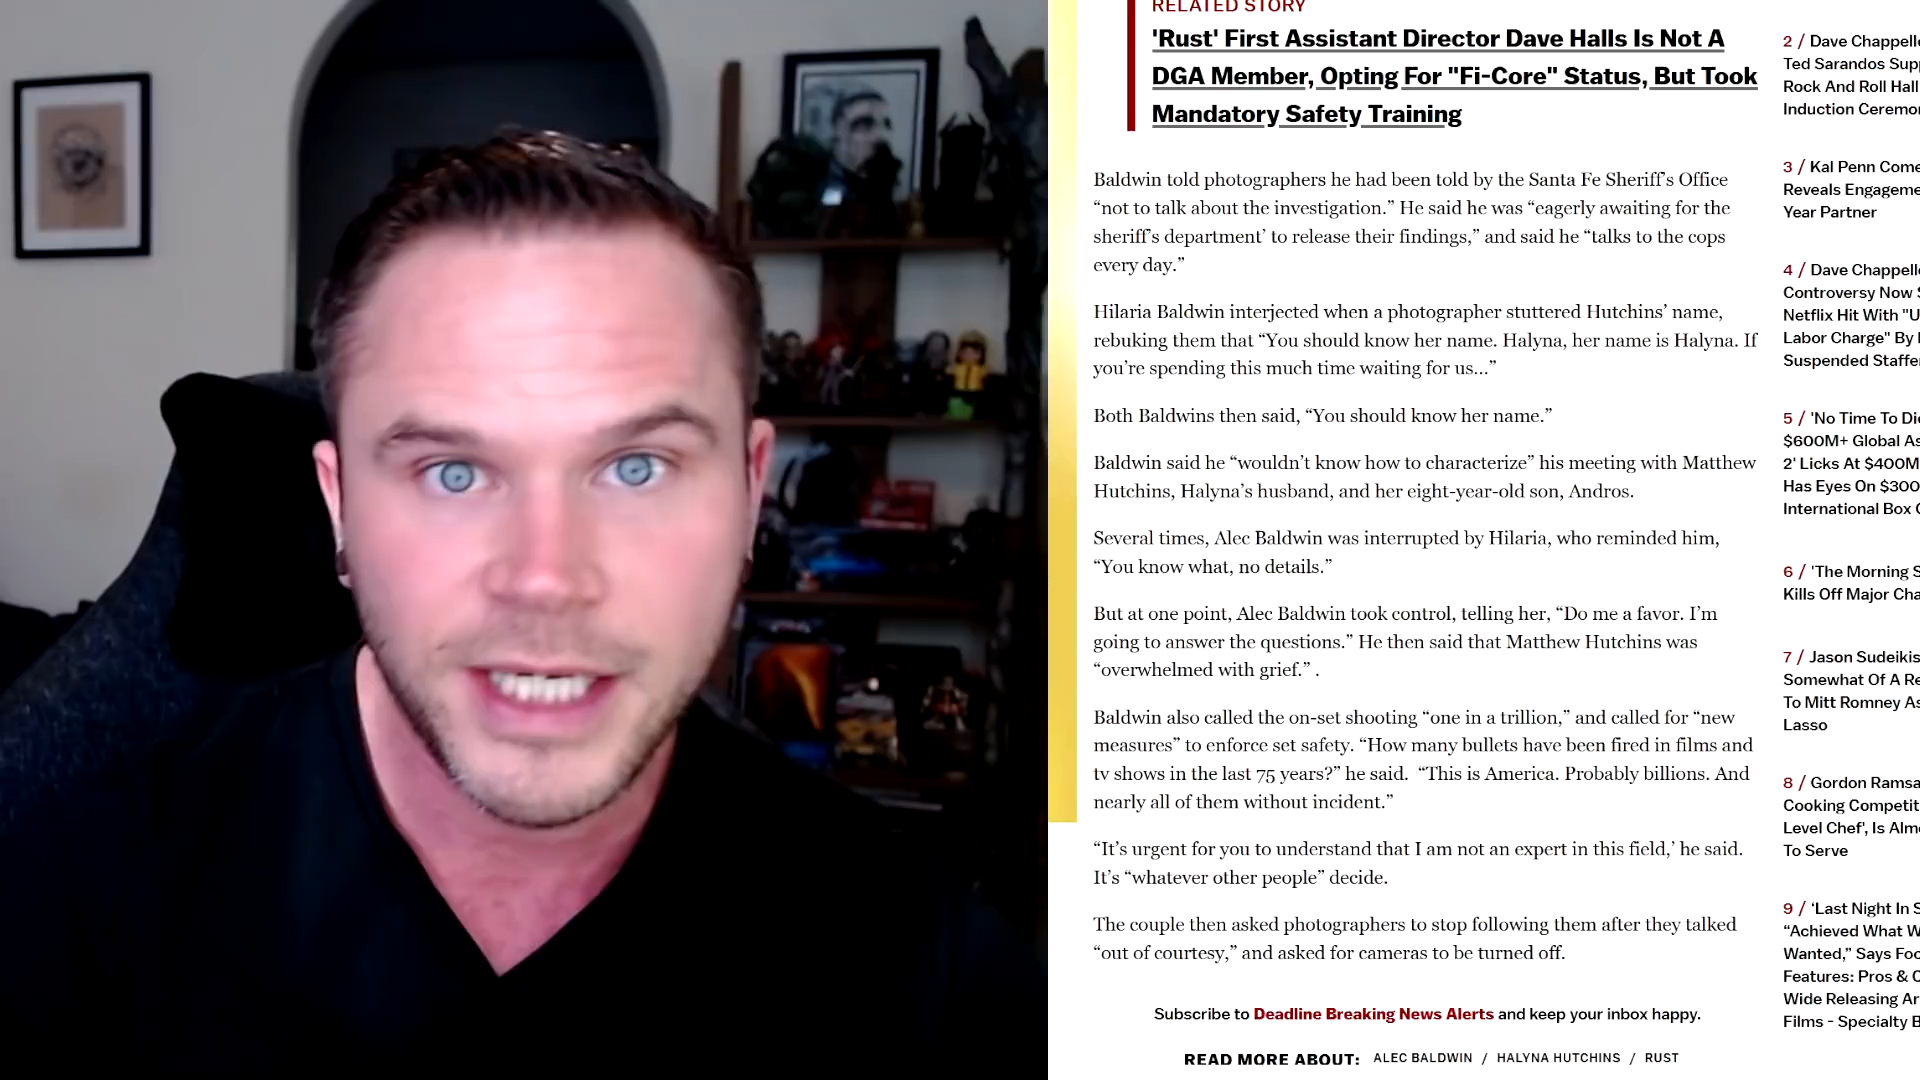 RELATED STORY
'Rust' First Assistant Director Dave Halls Is Not A
DGA Member, Opting For "Fi-Core" Status, But Took
Mandatory Safety Training
Baldwin told photographers he had been told by the Santa Fe Sheriff’s Office
“not to talk about the investigation.” He said he was “eagerly awaiting for the
sheriff’s department’ to release their findings,” and said he “talks to the cops
every day.”
Hilaria Baldwin interjected when a photographer stuttered Hutchins’ name,
rebuking them that “You should know her name. Halyna, her name is Halyna. If
you’re spending this much time waiting for us...”
Both Baldwins then said, “You should know her name.”
Baldwin said he “wouldn’t know how to characterize” his meeting with Matthew
Hutchins, Halyna’s husband, and her eight-year-old son, Andros.
Several times, Alec Baldwin was interrupted by Hilaria, who reminded him,
“You know what, no details.”
But at one point, Alec Baldwin took control, telling her, “Do me a favor. I’m
going to answer the questions.” He then said that Matthew Hutchins was
“overwhelmed with grief.” .
Baldwin also called the on-set shooting “one in a trillion,” and called for “new
measures” to enforce set safety. “How many bullets have been fired in films and
tv shows in the last 75 years?” he said.  “This is America. Probably billions. And
nearly all of them without incident.”
“It’s urgent for you to understand that I am not an expert in this field,’ he said.
It’s “whatever other people” decide.
The couple then asked photographers to stop following them after they talked
“out of courtesy,” and asked for cameras to be turned off.
Subscribe to Deadline Breaking News Alerts and keep your inbox happy.
READ MORE ABOUT: ALEC BALDWIN / HALYNA HUTCHINS / RUST
2 / Dave Chappelle
Ted Sarandos Sup
Rock And Roll Hall
Induction Ceremo
3 / Kal Penn Come
Reveals Engageme
Year Partner
4 / Dave Chappelle
Controversy Now
Netflix Hit With "U
Labor Charge" By
Suspended Staffe
5 / 'No Time To Die
$600M+ Global As
2' Licks At $400M
Has Eyes On $300
International Box
6 / 'The Morning S
Kills Off Major Cha
7 / Jason Sudeikis
Somewhat Of A Re
To Mitt Romney As
Lasso
8 / Gordon Ramsa
Cooking Competit
Level Chef', Is Alm
To Serve
9 / ‘Last Night In S
“Achieved What W
Wanted,” Says Foc
Features: Pros &
Wide Releasing Ar
Films - Specialty B